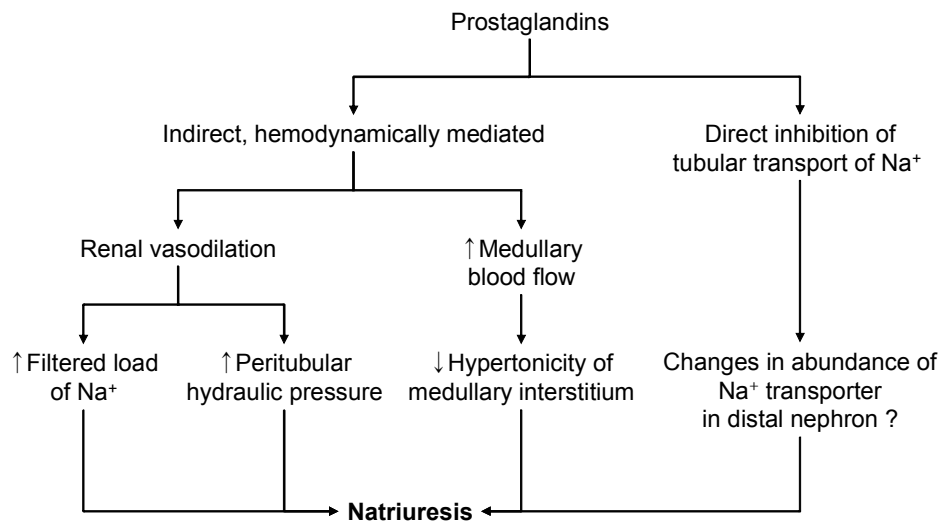 Prostaglandins
Indirect, hemodynamically mediated
Direct inhibition of
tubular transport of Na⁺
Renal vasodilation
↑Medullary
blood flow
↑Filtered load
of Na⁺
↑Peritubular
hydraulic pressure
↓Hypertonicity of
medullary interstitium
Changes in abundance of
Na⁺ transporter
in distal nephron ?
Natriuresis